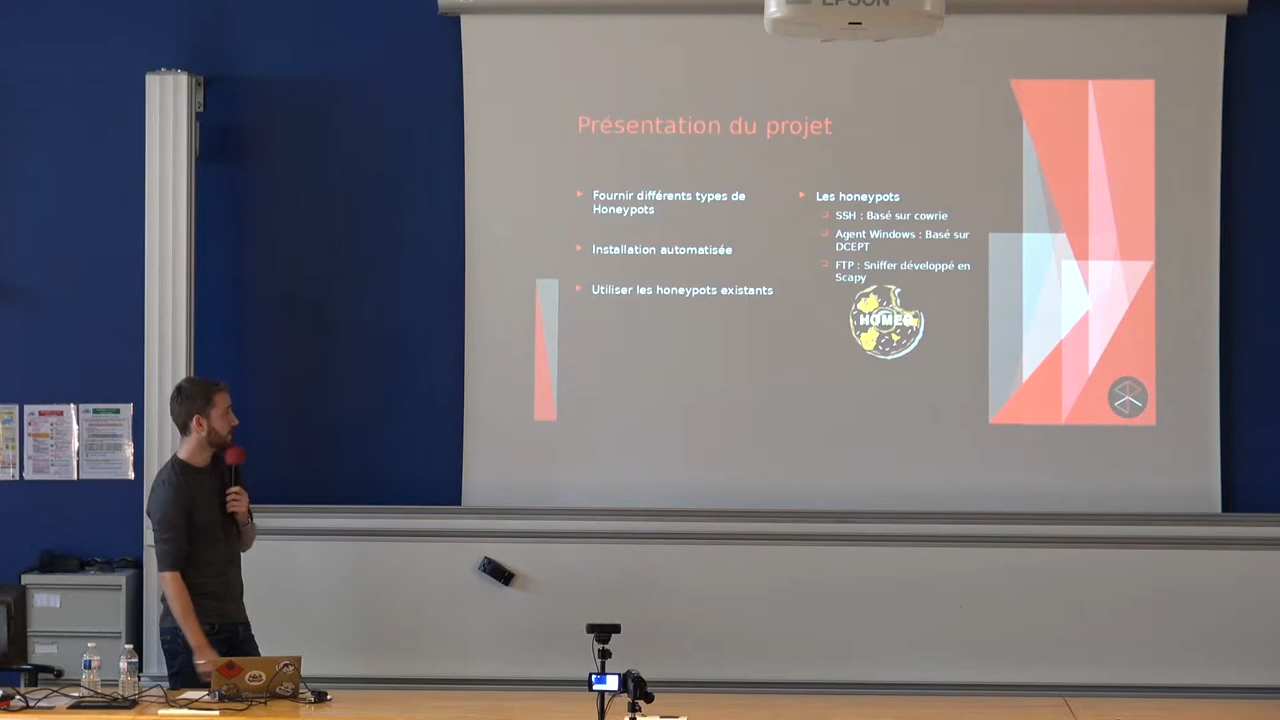 EPSON
Présentation du projet
Fournir différents types de
Honeypots
Installation automatisée
Utiliser les honeypots existants
Les honeypots
SSH : Basé sur cowrie
Agent Windows : Basé sur
DCEPT
FTP : Sniffer développé en
Scapy